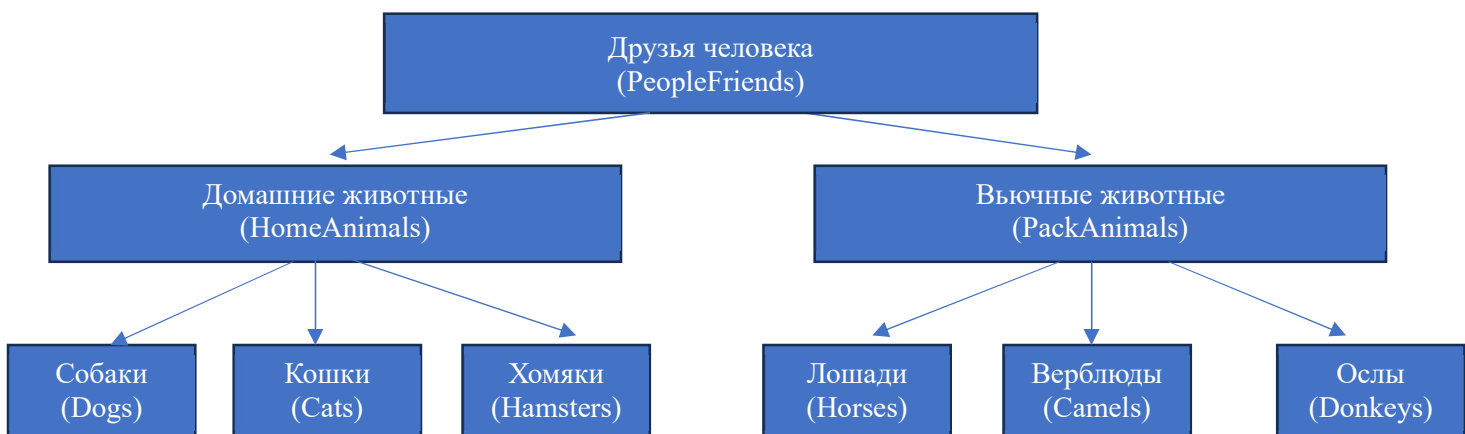 Друзья человека
(PeopleFriends)
Домашние животные
(HomeAnimals)
Вьючные животные
(PackAnimals)
Собаки
(Dogs)
Кошки
(Cats)
Хомяки
(Hamsters)
Лошади
(Horses)
Верблюды
(Camels)
Ослы
(Donkeys)